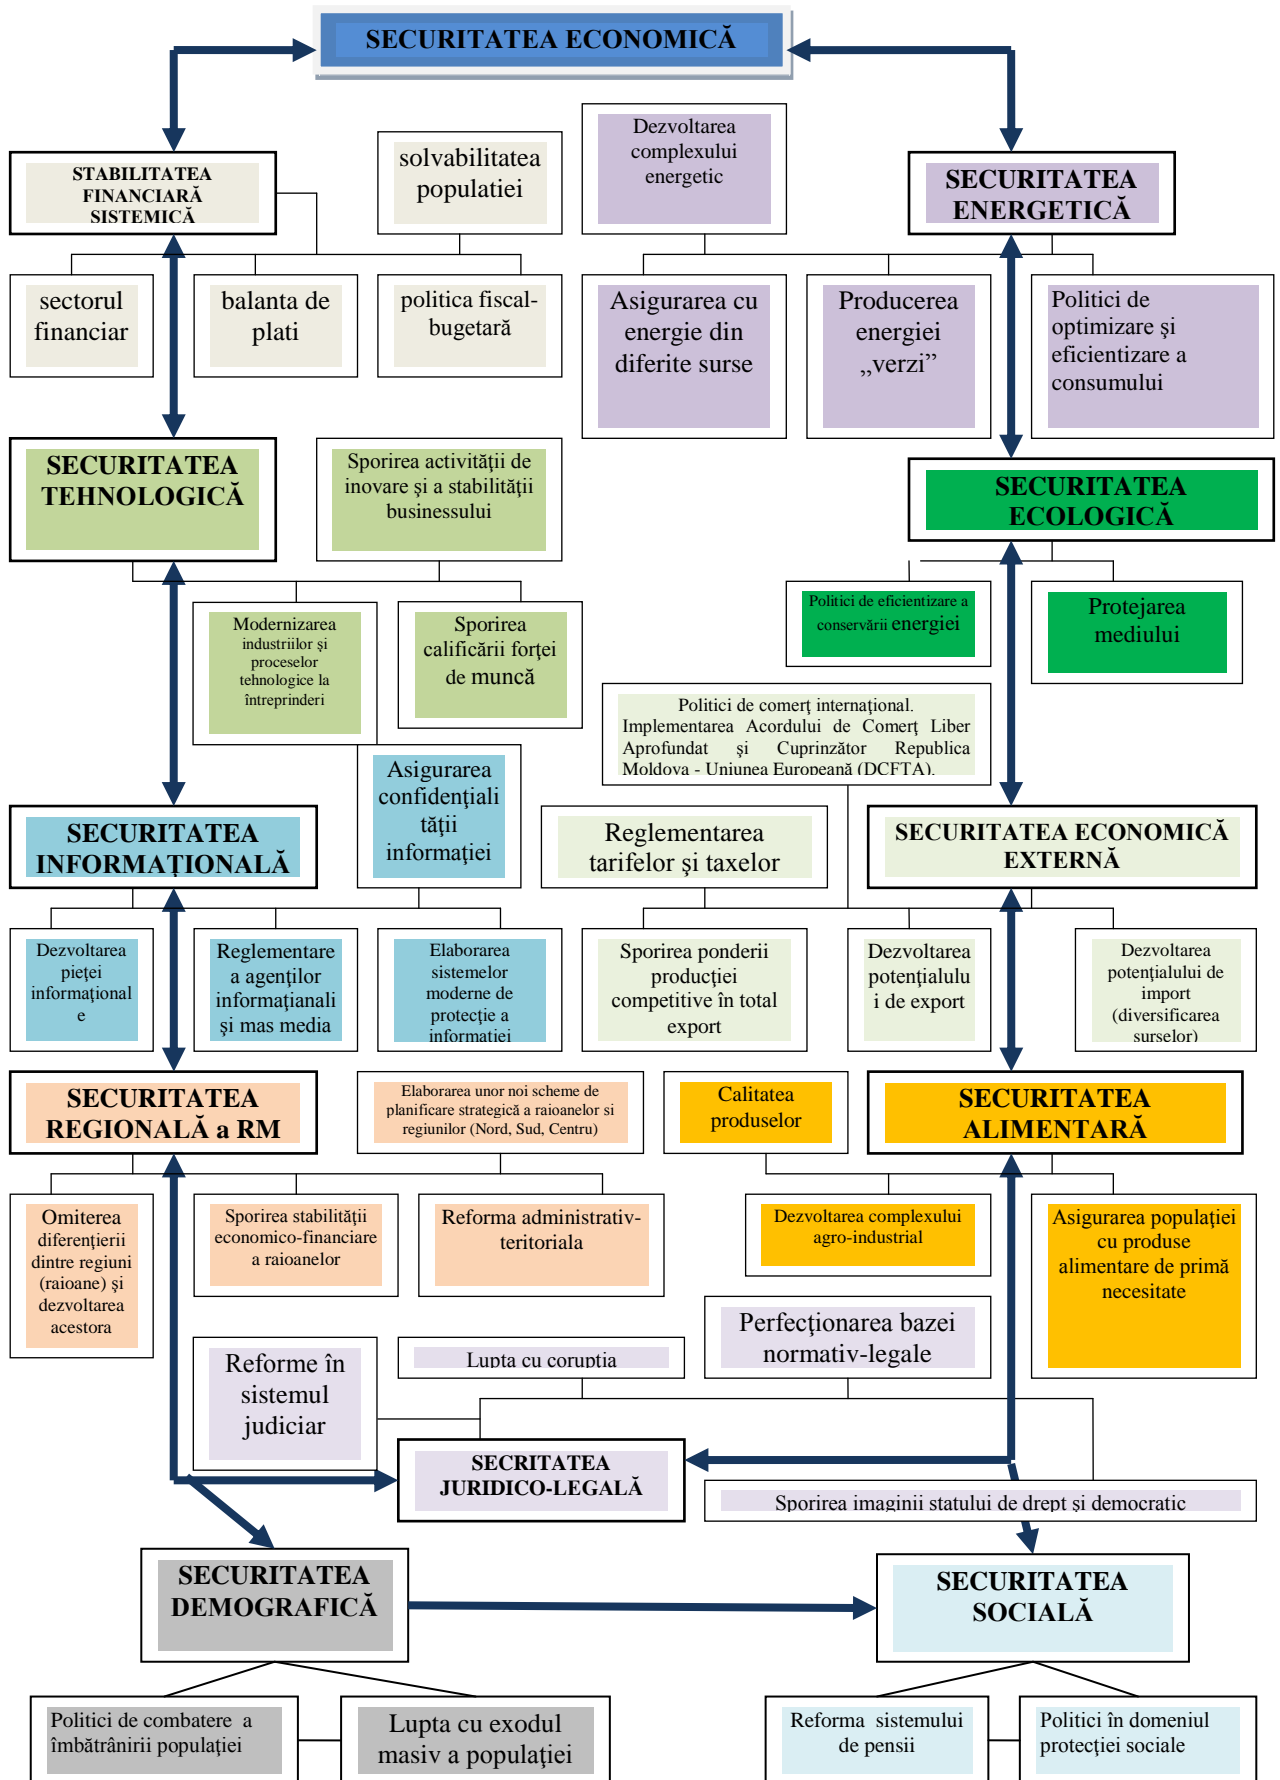 SECURITATEA ECONOMICĂ
STABILITATEA
FINANCIARĂ
SISTEMICĂ
solvabilitatea
populatiei
Dezvoltarea
complexului
energetic
SECURITATEA
ENERGETICĂ
sectorul
financiar
balanta de
plati
politica fiscal-
bugetară
Asigurarea cu
energie din
diferite surse
Producerea
energiei
„verzi”
Politici de
optimizare şi
eficientizare a
consumului
SECURITATEA
TEHNOLOGICĂ
Sporirea activităţii de
inovare şi a stabilităţii
businessului
SECURITATEA
ECOLOGICĂ
Modernizarea
industriilor şi
proceselor
tehnologice la
întreprinderi
Sporirea
calificării forţei
de muncă
Politici de eficientizare a
conservării energiei
Protejarea
mediului
Politici de comerţ internaţional.
Implementarea Acordului de Comerţ Liber
Aprofundat şi Cuprinzător Republica
Moldova - Uniunea Europeană (DCFTA).
Asigurarea
confidenţiali
tăţii
informaţiei
SECURITATEA
INFORMAŢIONALĂ
Reglementarea
tarifelor şi taxelor
SECURITATEA ECONOMICĂ
EXTERNĂ
Dezvoltarea
pieţei
informaţional
e
Reglementare
a agenţilor
informaţianali
şi mas media
Elaborarea
sistemelor
moderne de
protecţie a
informaţiei
Sporirea ponderii
producţiei
competitive în total
export
Dezvoltarea
potenţialulu
i de export
Dezvoltarea
potenţialului de
import
(diversificarea
surselor)
SECURITATEA
REGIONALĂ a RM
Elaborarea unor noi scheme de
planificare strategică a raioanelor si
regiunilor (Nord, Sud, Centru)
Calitatea
produselor
SECURITATEA
ALIMENTARĂ
Omiterea
diferenţierii
dintre regiuni
(raioane) şi
dezvoltarea
acestora
Sporirea stabilităţii
economico-financiare
a raioanelor
Reforma administrativ-
teritoriala
Dezvoltarea complexului
agro-industrial
Asigurarea populaţiei
cu produse
alimentare de primă
necesitate
Reforme în
sistemul
judiciar
Lupta cu corupţia
Perfecţionarea bazei
normativ-legale
SECRITATEA
JURIDICO-LEGALĂ
Sporirea imaginii statului de drept şi democratic
SECURITATEA
DEMOGRAFICĂ
SECURITATEA
SOCIALĂ
Politici de combatere a
îmbătrânirii populaţiei
Lupta cu exodul
masiv a populaţiei
Reforma sistemului
de pensii
Politici în domeniul
protecţiei sociale